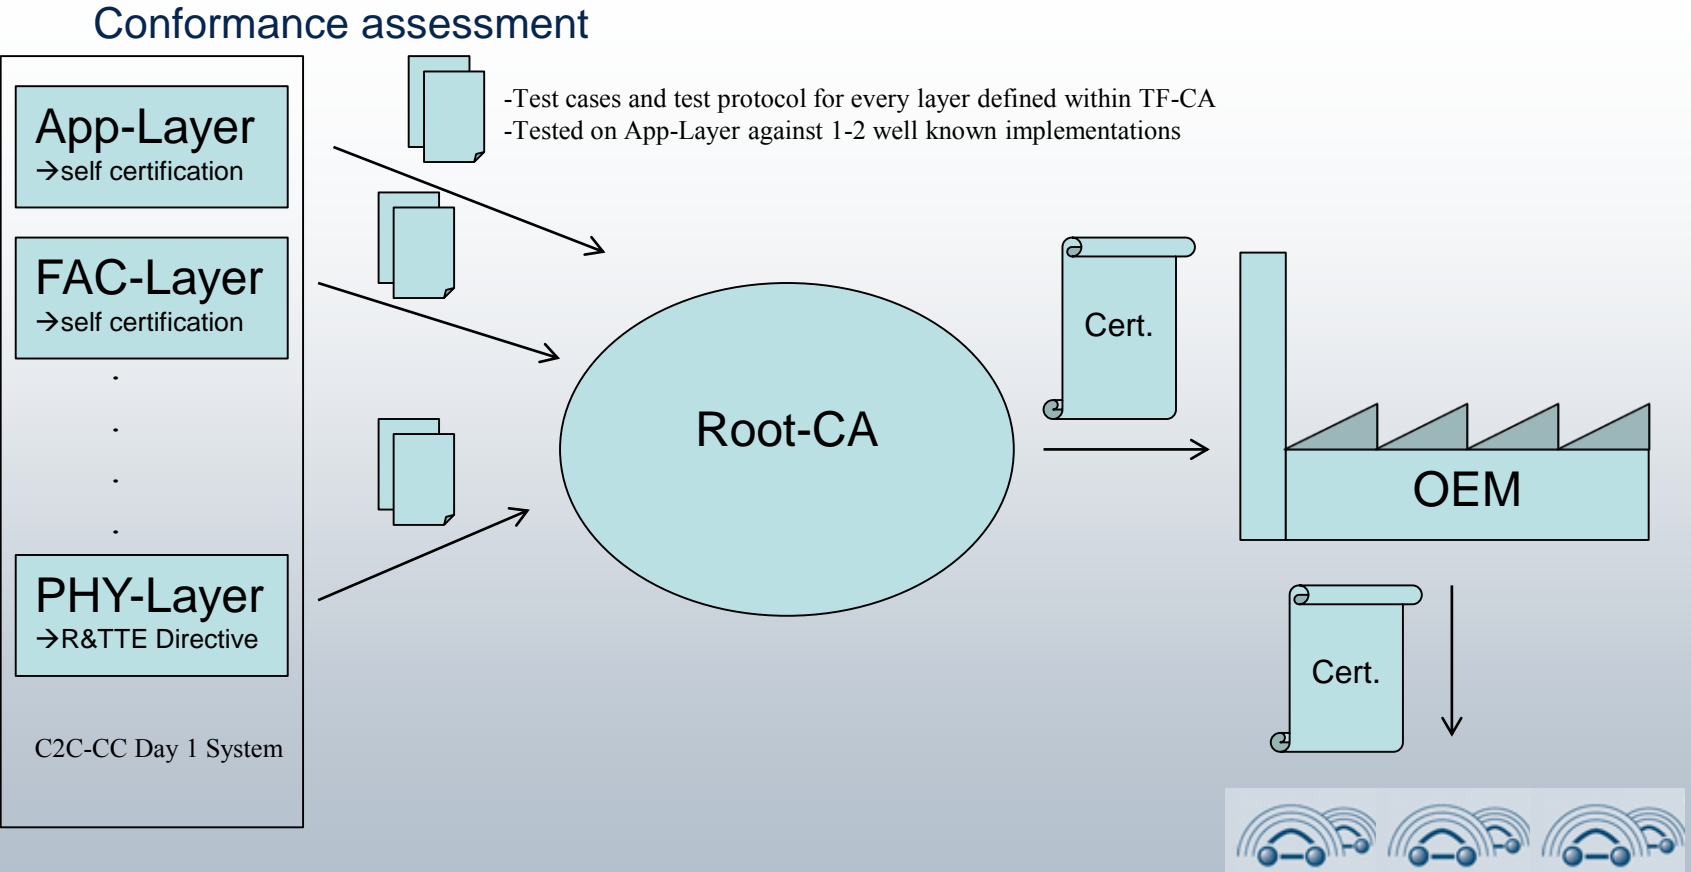 Conformance assessment
App-Layer
→self certification
-Test cases and test protocol for every layer defined within TF-CA
-Tested on App-Layer against 1-2 well known implementations
FAC-Layer
→self certification
.
.
.
.
PHY-Layer
→R&TTE Directive
C2C-CC Day 1 System
Root-CA
Cert.
OEM
Cert.